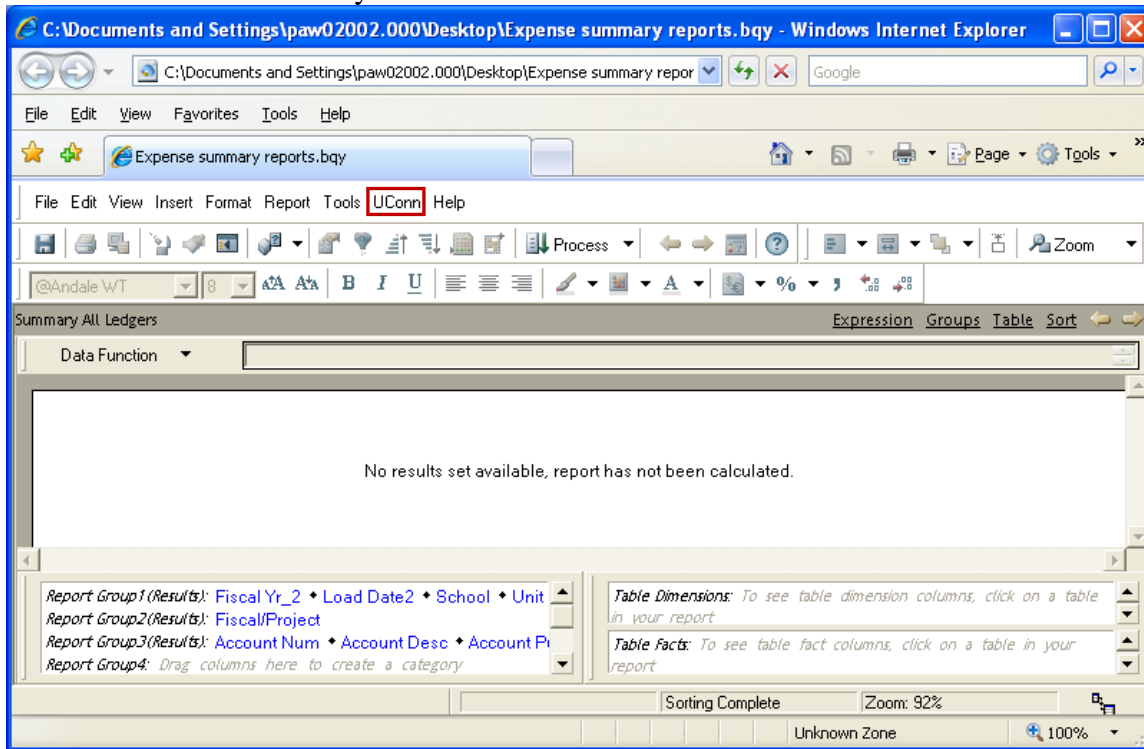 C:\Documents and Settings\paw02002.000\Desktop\Expense summary reports.bqy - Windows Internet Explorer
C:\Documents and Settings\paw02002.000\Desktop\Expense summary repor
Google
File Edit View Favorites Tools Help
Expense summary reports.bqy
Page Tools »
File Edit View Insert Format Report Tools UConn Help
Process Zoom
@Andale WT 8 B I U A %
Summary All Ledgers Expression Groups Table Sort
Data Function
No results set available, report has not been calculated.
Report Group1(Results): Fiscal Yr_2 ◆ Load Date2 ◆ School ◆ Unit
Report Group2(Results): Fiscal/Project
Report Group3(Results): Account Num ◆ Account Desc ◆ Account
Report Group4: Drag columns here to create a category
Table Dimensions: To see table dimension columns, click on a table
in your report
Table Facts: To see table fact columns, click on a table in your
report
Sorting Complete Zoom: 92%
Unknown Zone 100%